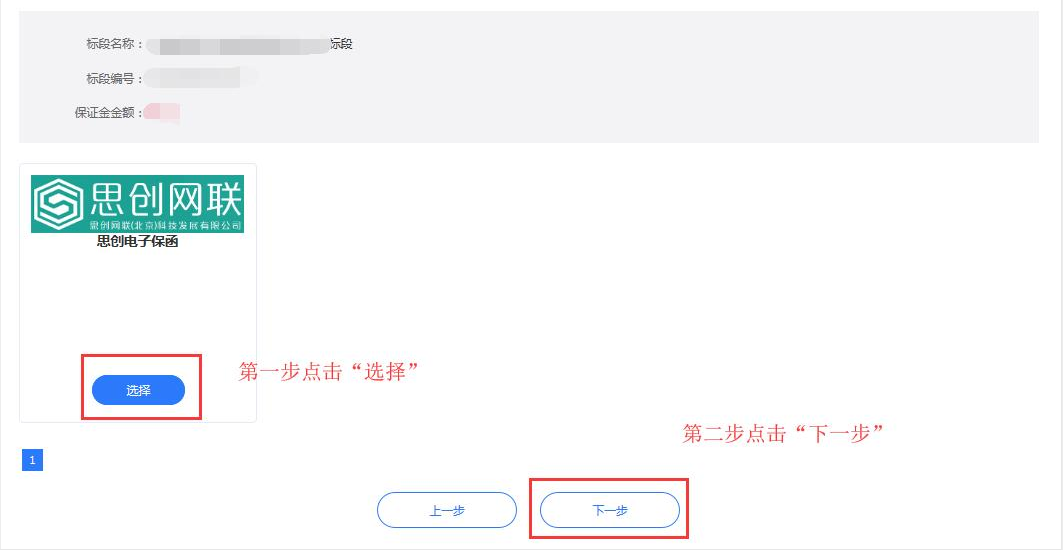 标段名称：标段
标段编号：
保证金金额：
思创网联
思创网联(北京)科技发展有限公司
思创电子保函
第一步点击“选择”
选择
第二步点击“下一步”
1
上一步
下一步